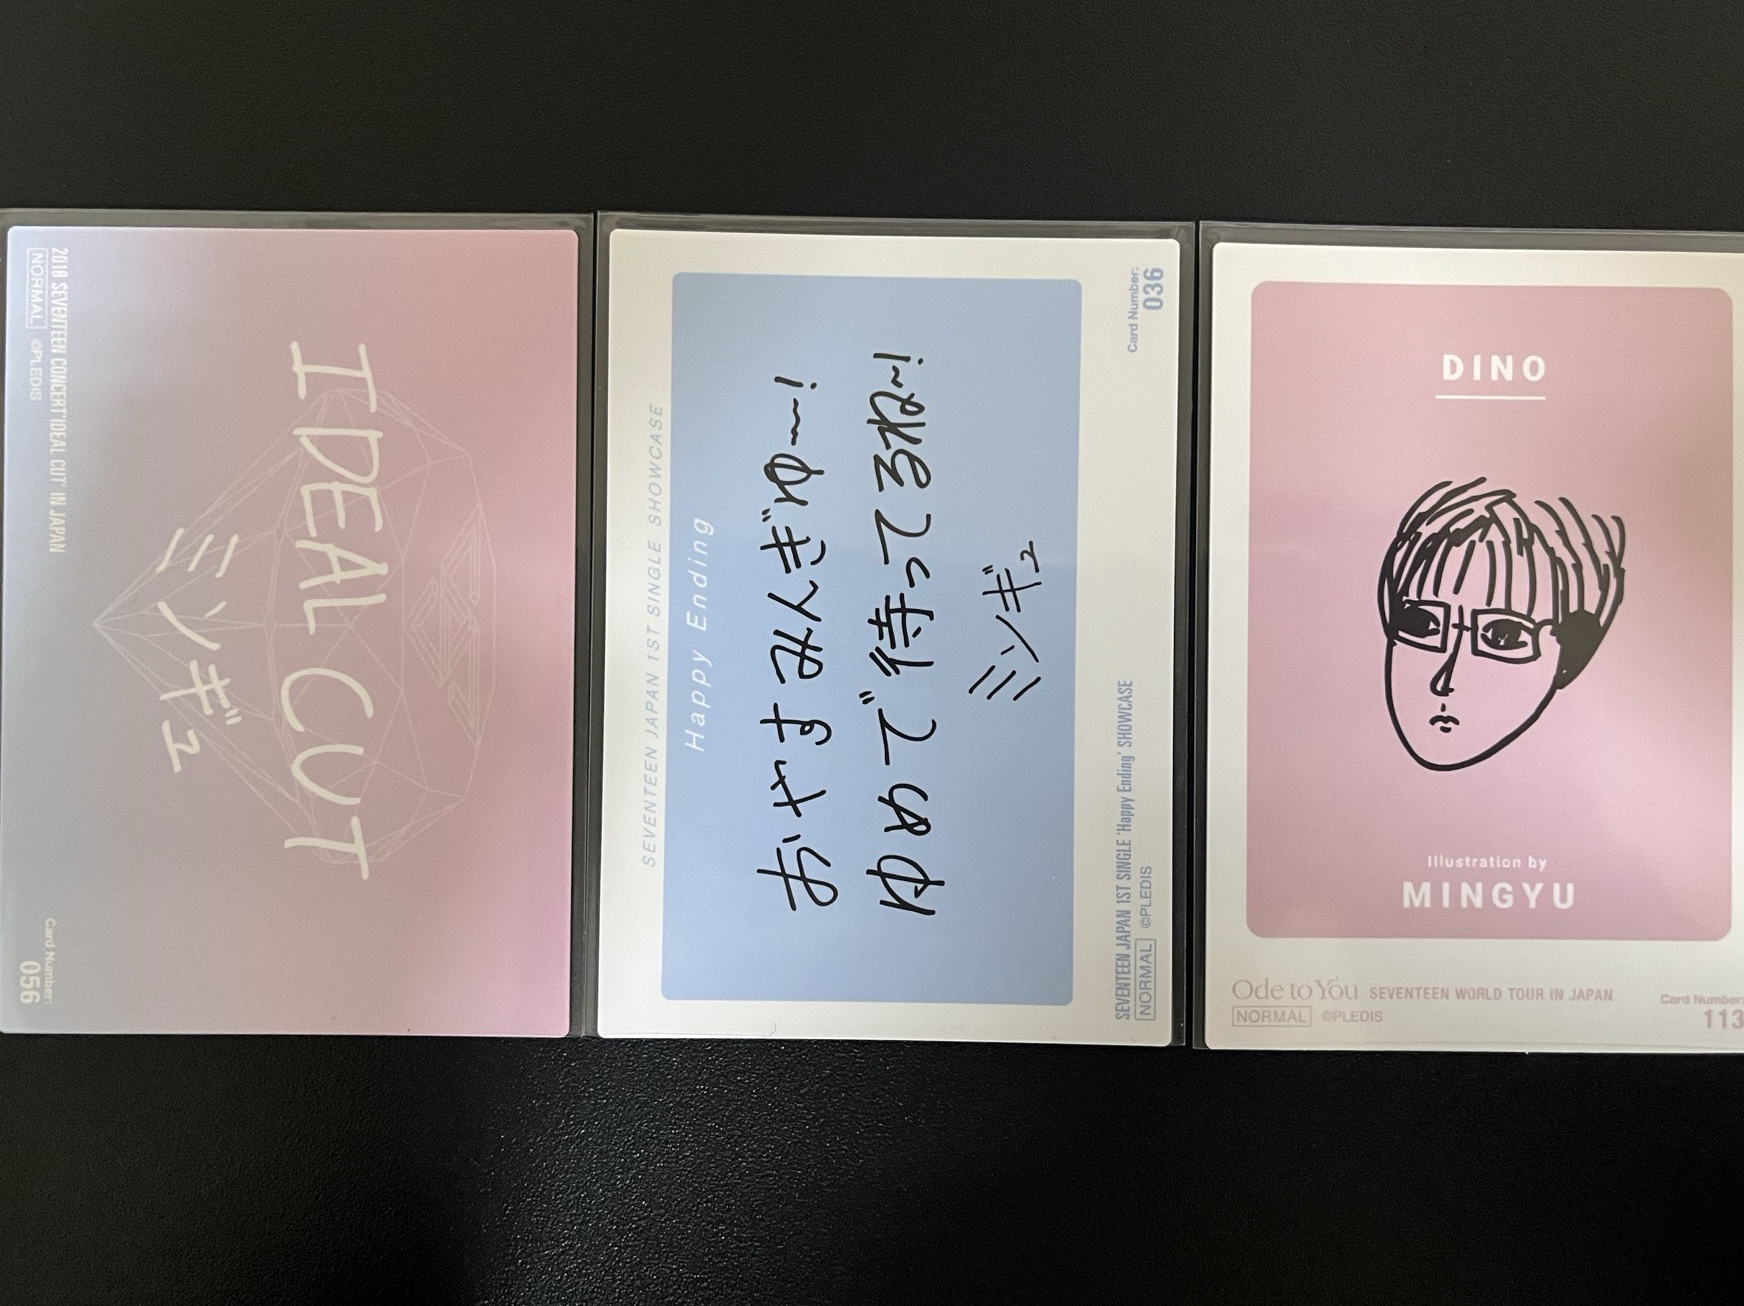 2018 SEVENTEEN CONCERT 'IDEAL CUT' IN JAPAN
NORMAL ©PLEDIS
IDEAL CUT
ミンギュ
Card Number:
056
SEVENTEEN JAPAN 1ST SINGLE SHOWCASE
Happy Ending
おやすみんぎゆ〜!
ゆめで待ってるね〜!
ミンギュ
SEVENTEEN JAPAN 1ST SINGLE 'Happy Ending' SHOWCASE
NORMAL ©PLEDIS
Card Number:
036
DINO
Illustration by
MINGYU
Ode to You SEVENTEEN WORLD TOUR IN JAPAN
NORMAL ©PLEDIS
Card Number:
113